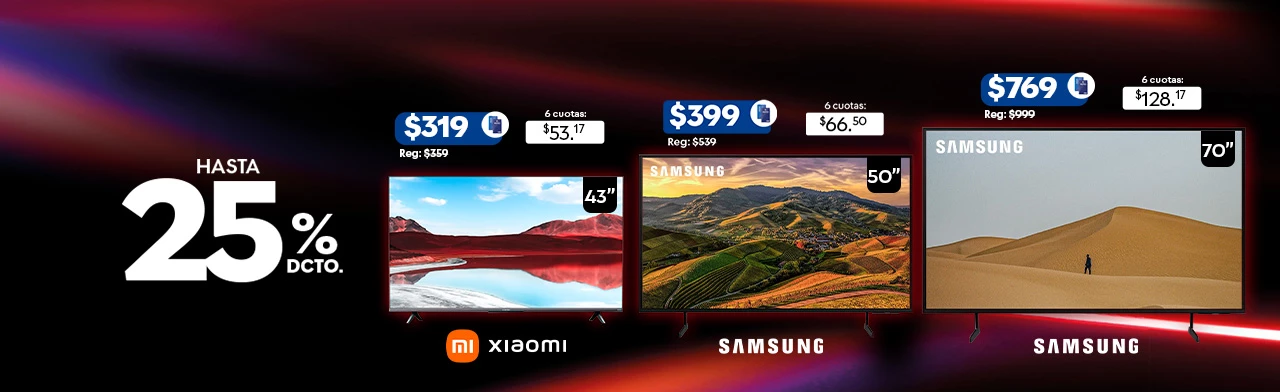 HASTA
25%
DCTO.
$319
Reg: $359
6 cuotas:
$53.17
43”
mi xiaomi
$399
Reg: $539
6 cuotas:
$66.50
SAMSUNG
50”
SAMSUNG
$769
Reg: $999
6 cuotas:
$128.17
SAMSUNG
70”
SAMSUNG